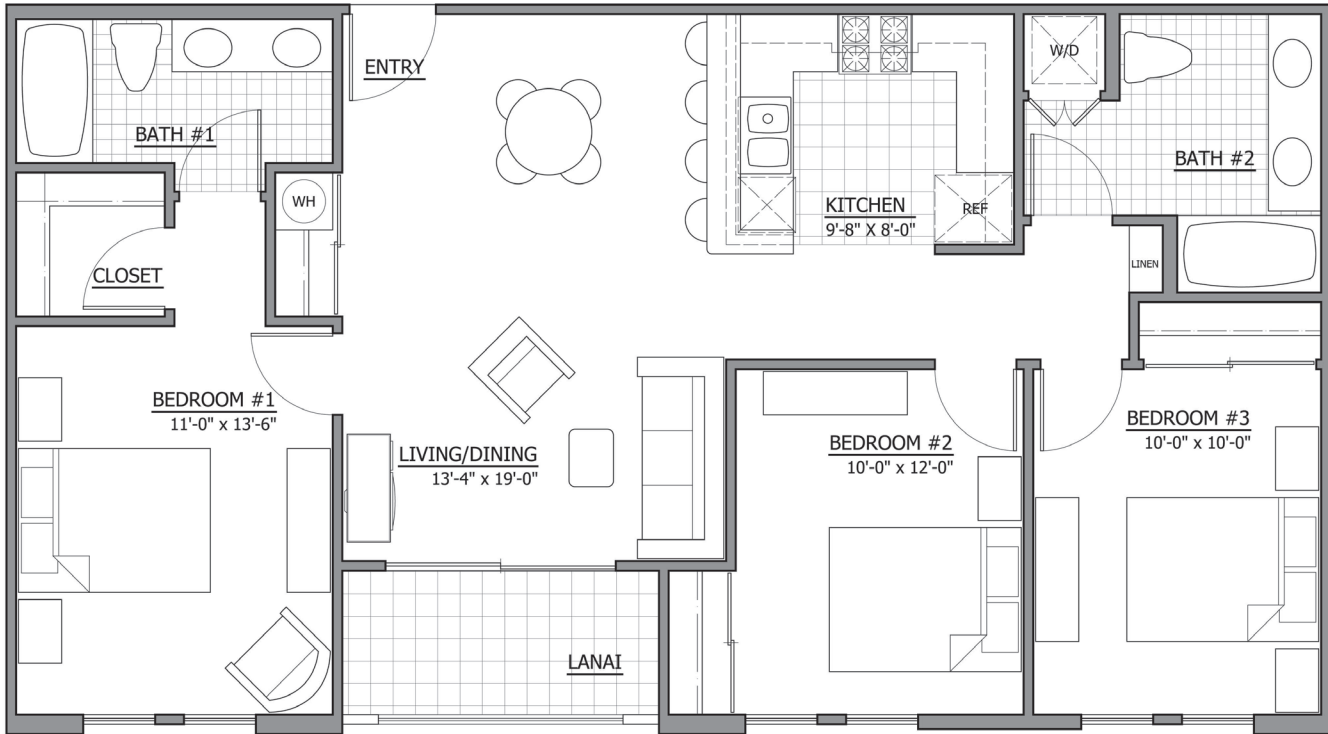 ENTRY
W/D
BATH #1
BATH #2
WH
KITCHEN
9'-8" X 8'-0"
REF
CLOSET
LINEN
BEDROOM #1
11'-0" x 13'-6"
LIVING/DINING
13'-4" x 19'-0"
BEDROOM #2
10'-0" x 12'-0"
BEDROOM #3
10'-0" x 10'-0"
LANAI